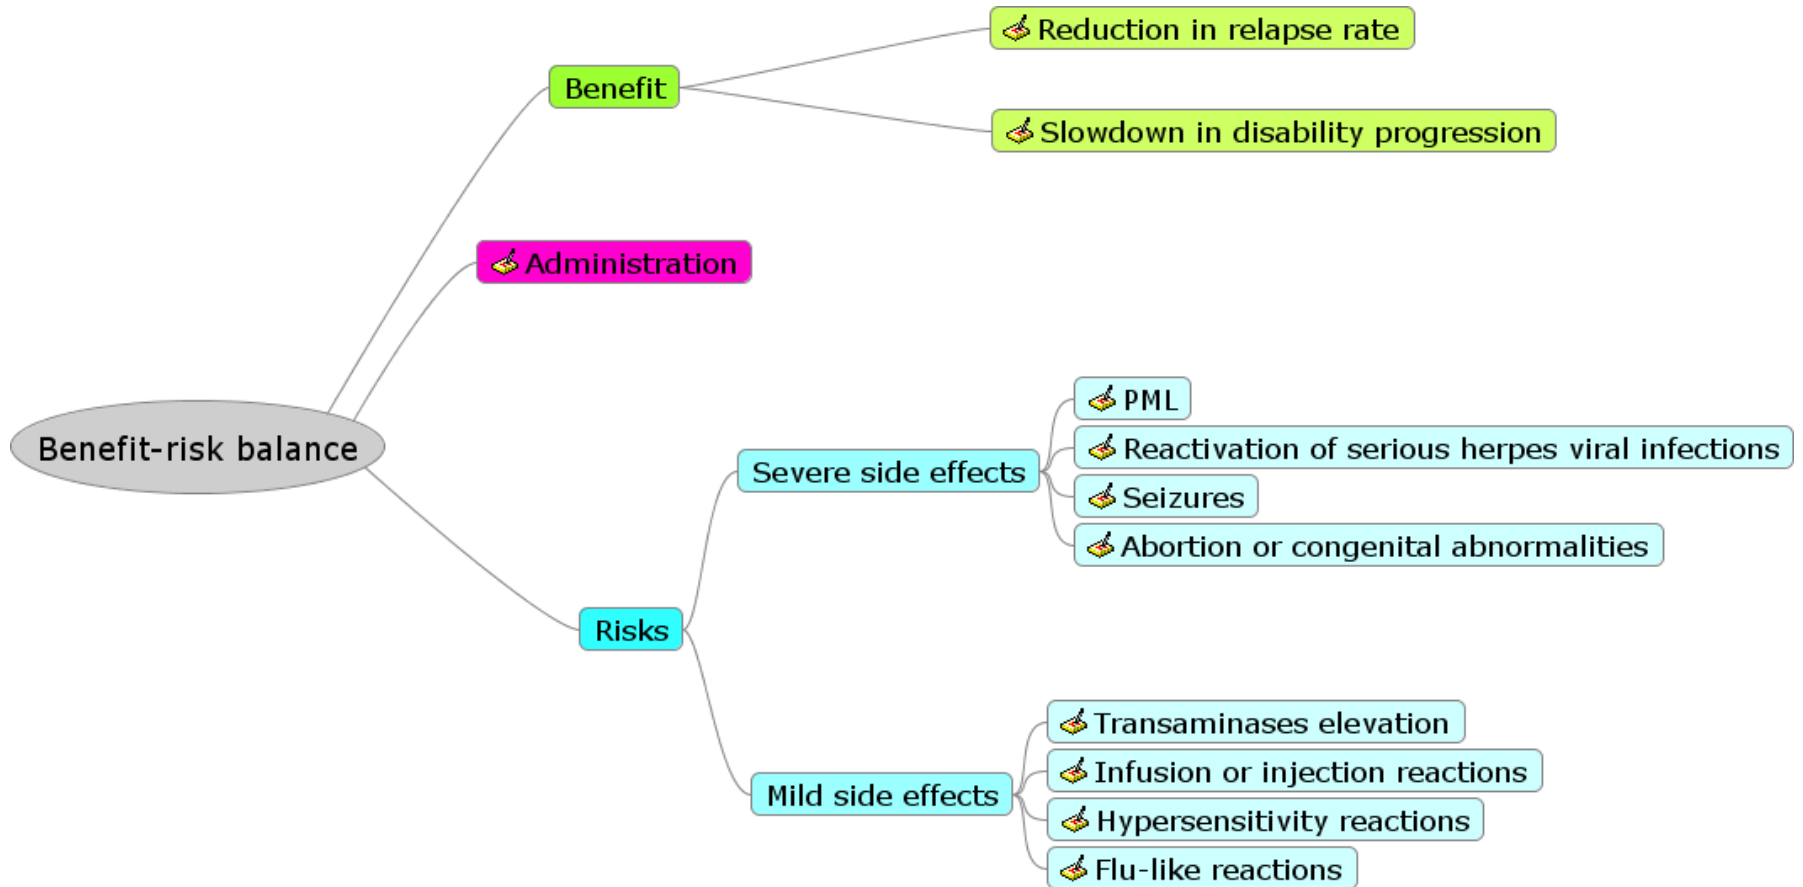 Reduction in relapse rate
Benefit
Slowdown in disability progression
Administration
Benefit-risk balance
PML
Reactivation of serious herpes viral infections
Severe side effects
Seizures
Abortion or congenital abnormalities
Risks
Transaminases elevation
Infusion or injection reactions
Mild side effects
Hypersensitivity reactions
Flu-like reactions